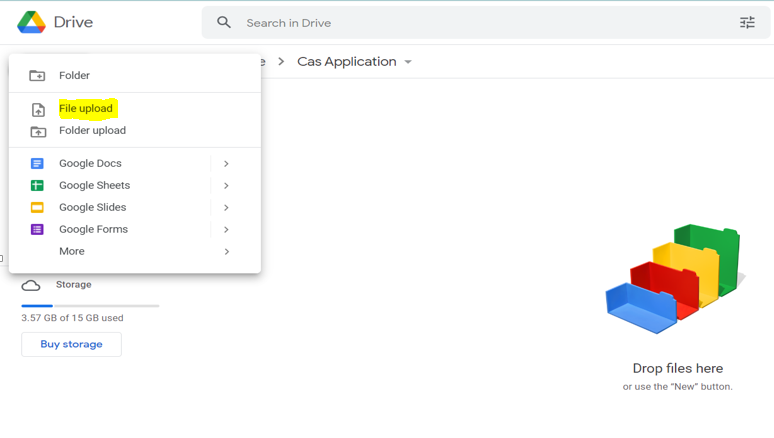 Drive
Search in Drive
e > Cas Application
Folder
File upload
Folder upload
Google Docs
Google Sheets
Google Slides
Google Forms
More
Storage
3.57 GB of 15 GB used
Buy storage
Drop files here
or use the "New" button.